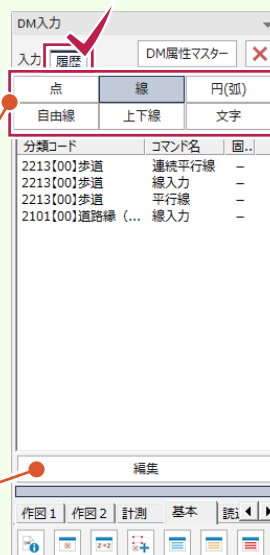 DM入力
入力 履歴 DM属性マスター
点 線 円(弧)
自由線 上下線 文字
分類コード コマンド名 固...
2213【00】歩道 連続平行線 −
2213【00】歩道 線入力 −
2213【00】歩道 平行線 −
2101【00】道路縁（... 線入力 −
編集
作図1 作図2 計測 基本